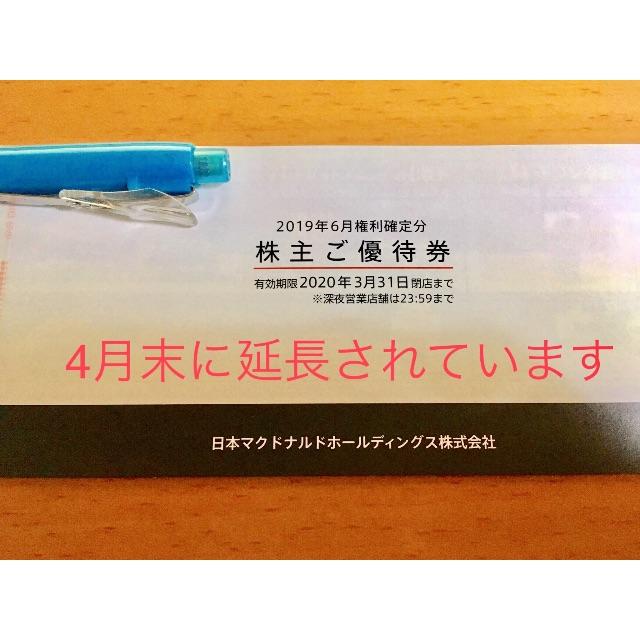 2019年6月権利確定分
株主ご優待券
有効期限 2020年3月31日閉店まで
※深夜営業店舗は23:59まで
4月末に延長されています
日本マクドナルドホールディングス株式会社